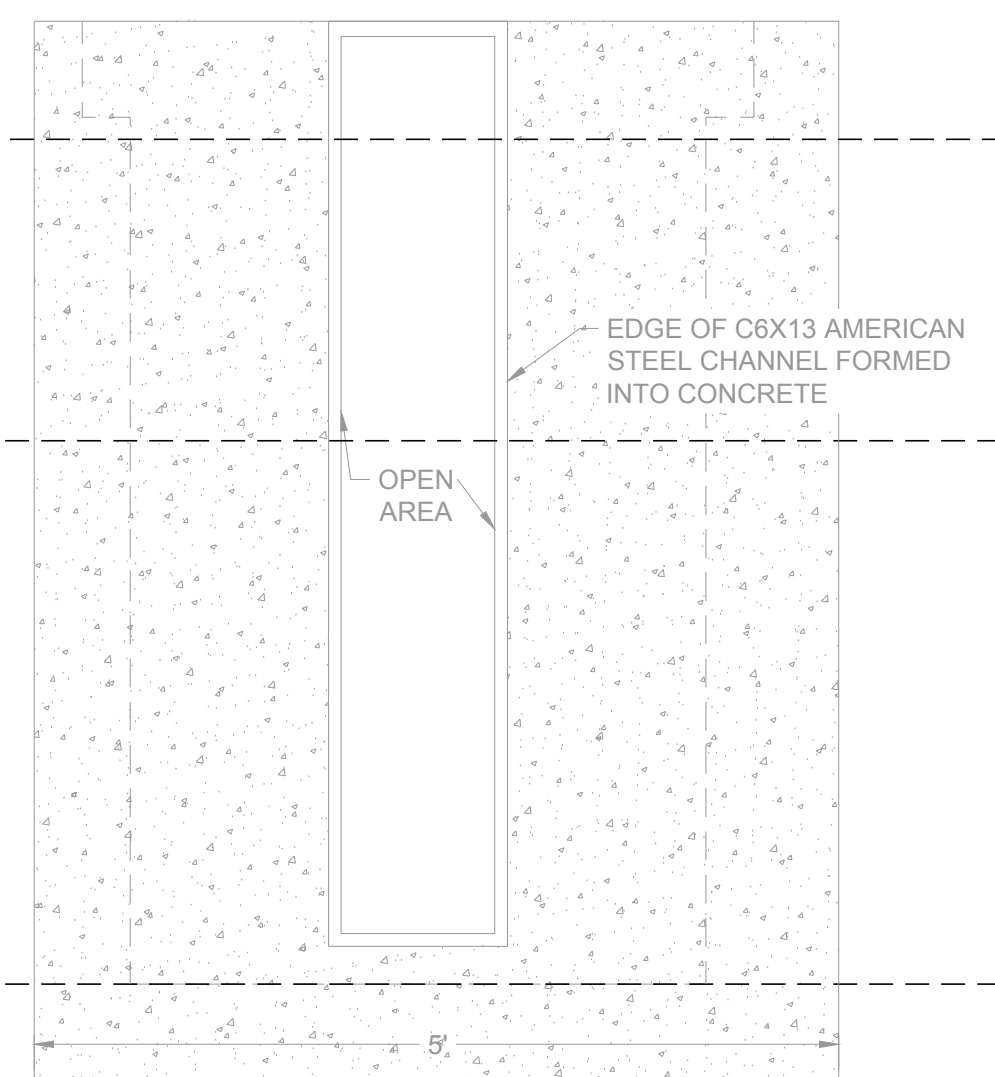 EDGE OF C6X13 AMERICAN
STEEL CHANNEL FORMED
INTO CONCRETE
OPEN
AREA
5'